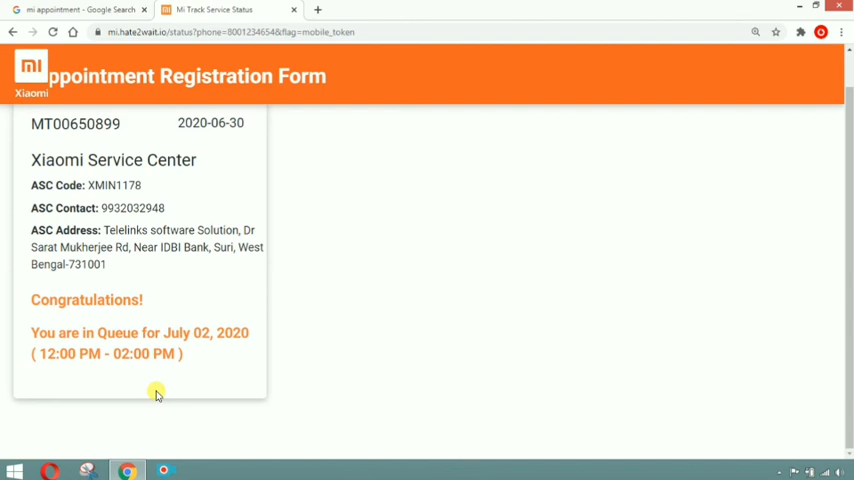 mi appointment - Google Search
Mi Track Service Status
mi.hate2wait.io/status?phone=8001234654&flag=mobile_token
mi
Xiaomi
ppointment Registration Form
MT00650899
2020-06-30
Xiaomi Service Center
ASC Code: XMIN1178
ASC Contact: 9932032948
ASC Address: Telelinks software Solution, Dr
Sarat Mukherjee Rd, Near IDBI Bank, Suri, West
Bengal-731001
Congratulations!
You are in Queue for July 02, 2020
( 12:00 PM - 02:00 PM )